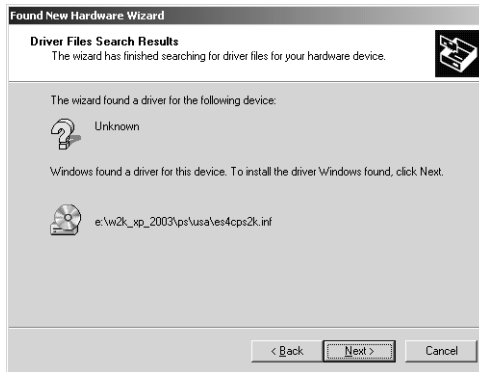 Found New Hardware Wizard
Driver Files Search Results
The wizard has finished searching for driver files for your hardware device.
The wizard found a driver for the following device:
Unknown
Windows found a driver for this device. To install the driver Windows found, click Next.
e:\w2k_xp_2003\ps\usa\es4cps2k.inf
< Back Next > Cancel